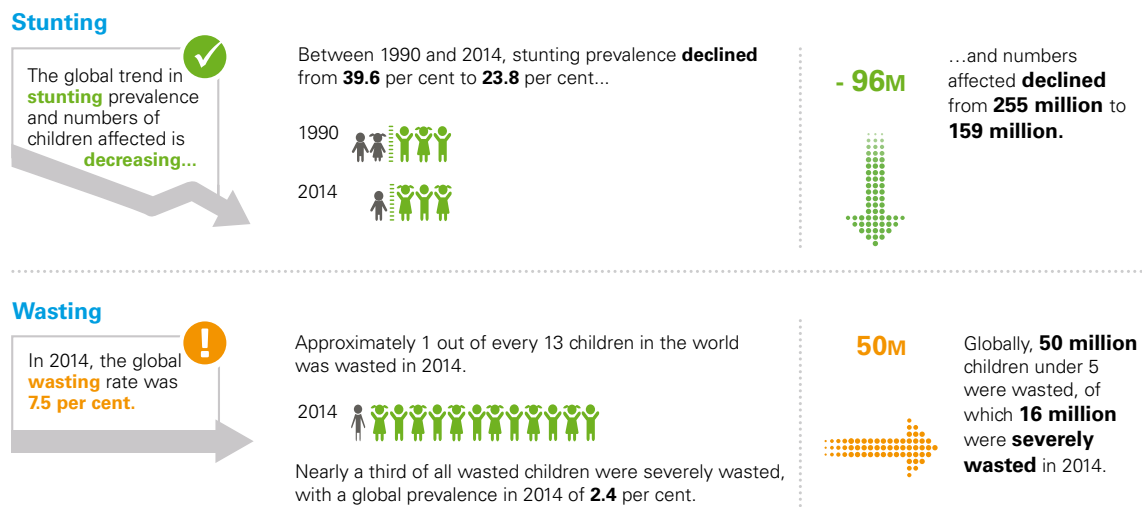 Stunting
The global trend in
stunting prevalence
and numbers of
children affected is
decreasing...
Between 1990 and 2014, stunting prevalence declined
from 39.6 per cent to 23.8 per cent...
1990
2014
- 96M
…and numbers
affected declined
from 255 million to
159 million.
Wasting
In 2014, the global
wasting rate was
7.5 per cent.
Approximately 1 out of every 13 children in the world
was wasted in 2014.
2014
Nearly a third of all wasted children were severely wasted,
with a global prevalence in 2014 of 2.4 per cent.
50M
Globally, 50 million
children under 5
were wasted, of
which 16 million
were severely
wasted in 2014.